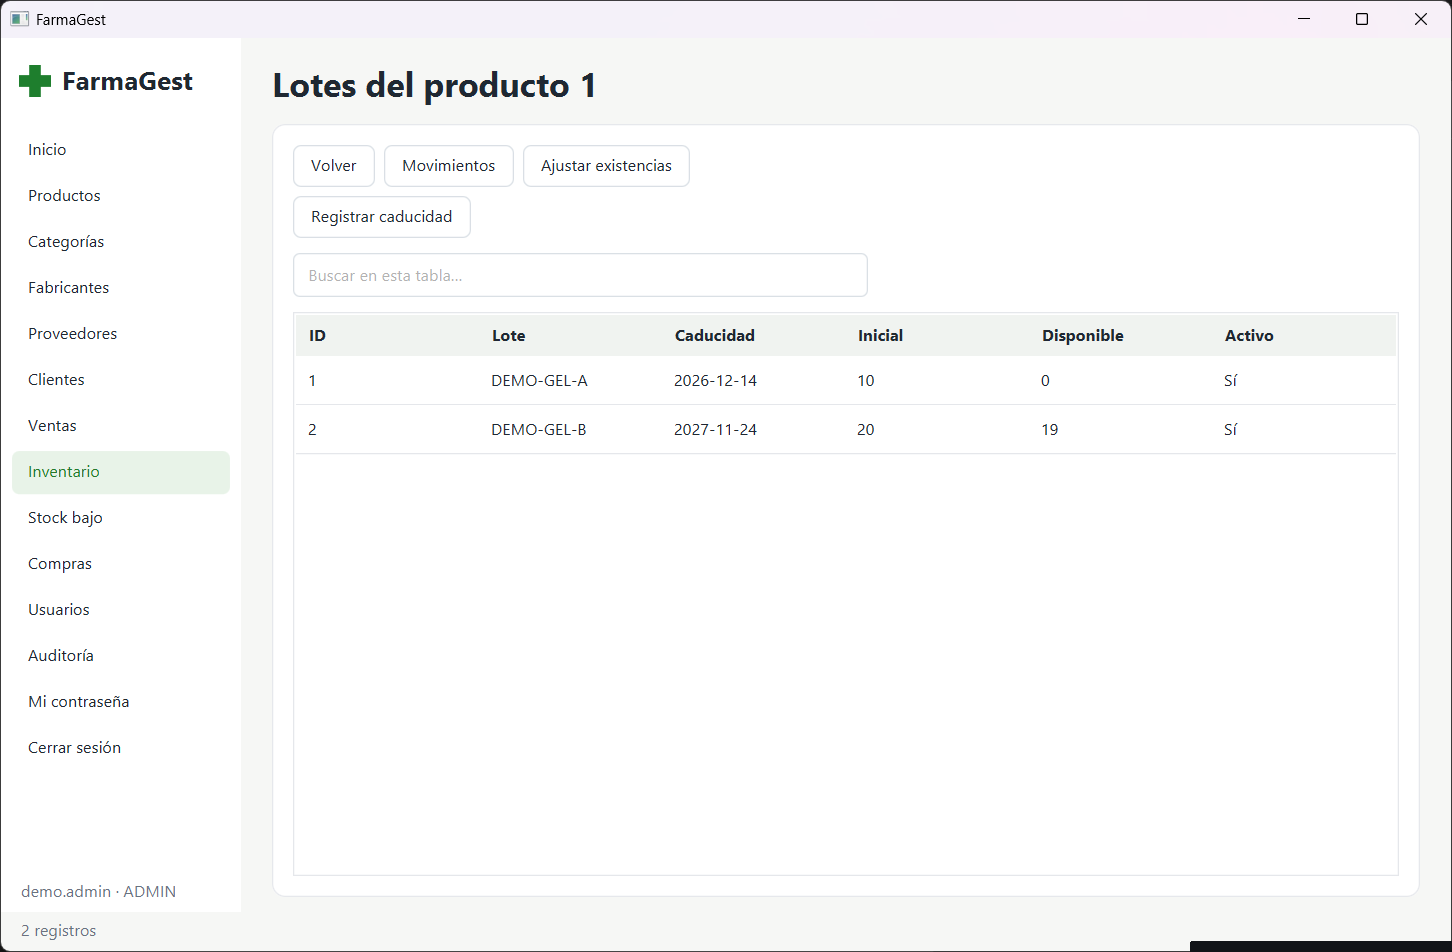 FarmaGest
FarmaGest
Inicio
Productos
Categorías
Fabricantes
Proveedores
Clientes
Ventas
Inventario
Stock bajo
Compras
Usuarios
Auditoría
Mi contraseña
Cerrar sesión
demo.admin · ADMIN
2 registros
Lotes del producto 1
Volver Movimientos Ajustar existencias
Registrar caducidad
Buscar en esta tabla...
ID Lote Caducidad Inicial Disponible Activo
1 DEMO-GEL-A 2026-12-14 10 0 Sí
2 DEMO-GEL-B 2027-11-24 20 19 Sí